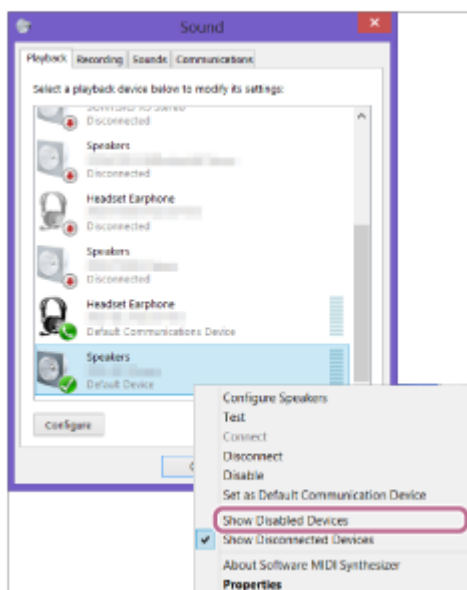 Sound
Playback Recording Sounds Communications
Select a playback device below to modify its settings:
Disconnected
Speakers
Disconnected
Headset Earphone
Disconnected
Speakers
Disconnected
Headset Earphone
Default Communications Device
Speakers
Default Device
Configure
Configure Speakers
Test
Connect
Disconnect
Disable
Set as Default Communication Device
Show Disabled Devices
Show Disconnected Devices
About Software MIDI Synthesizer
Properties